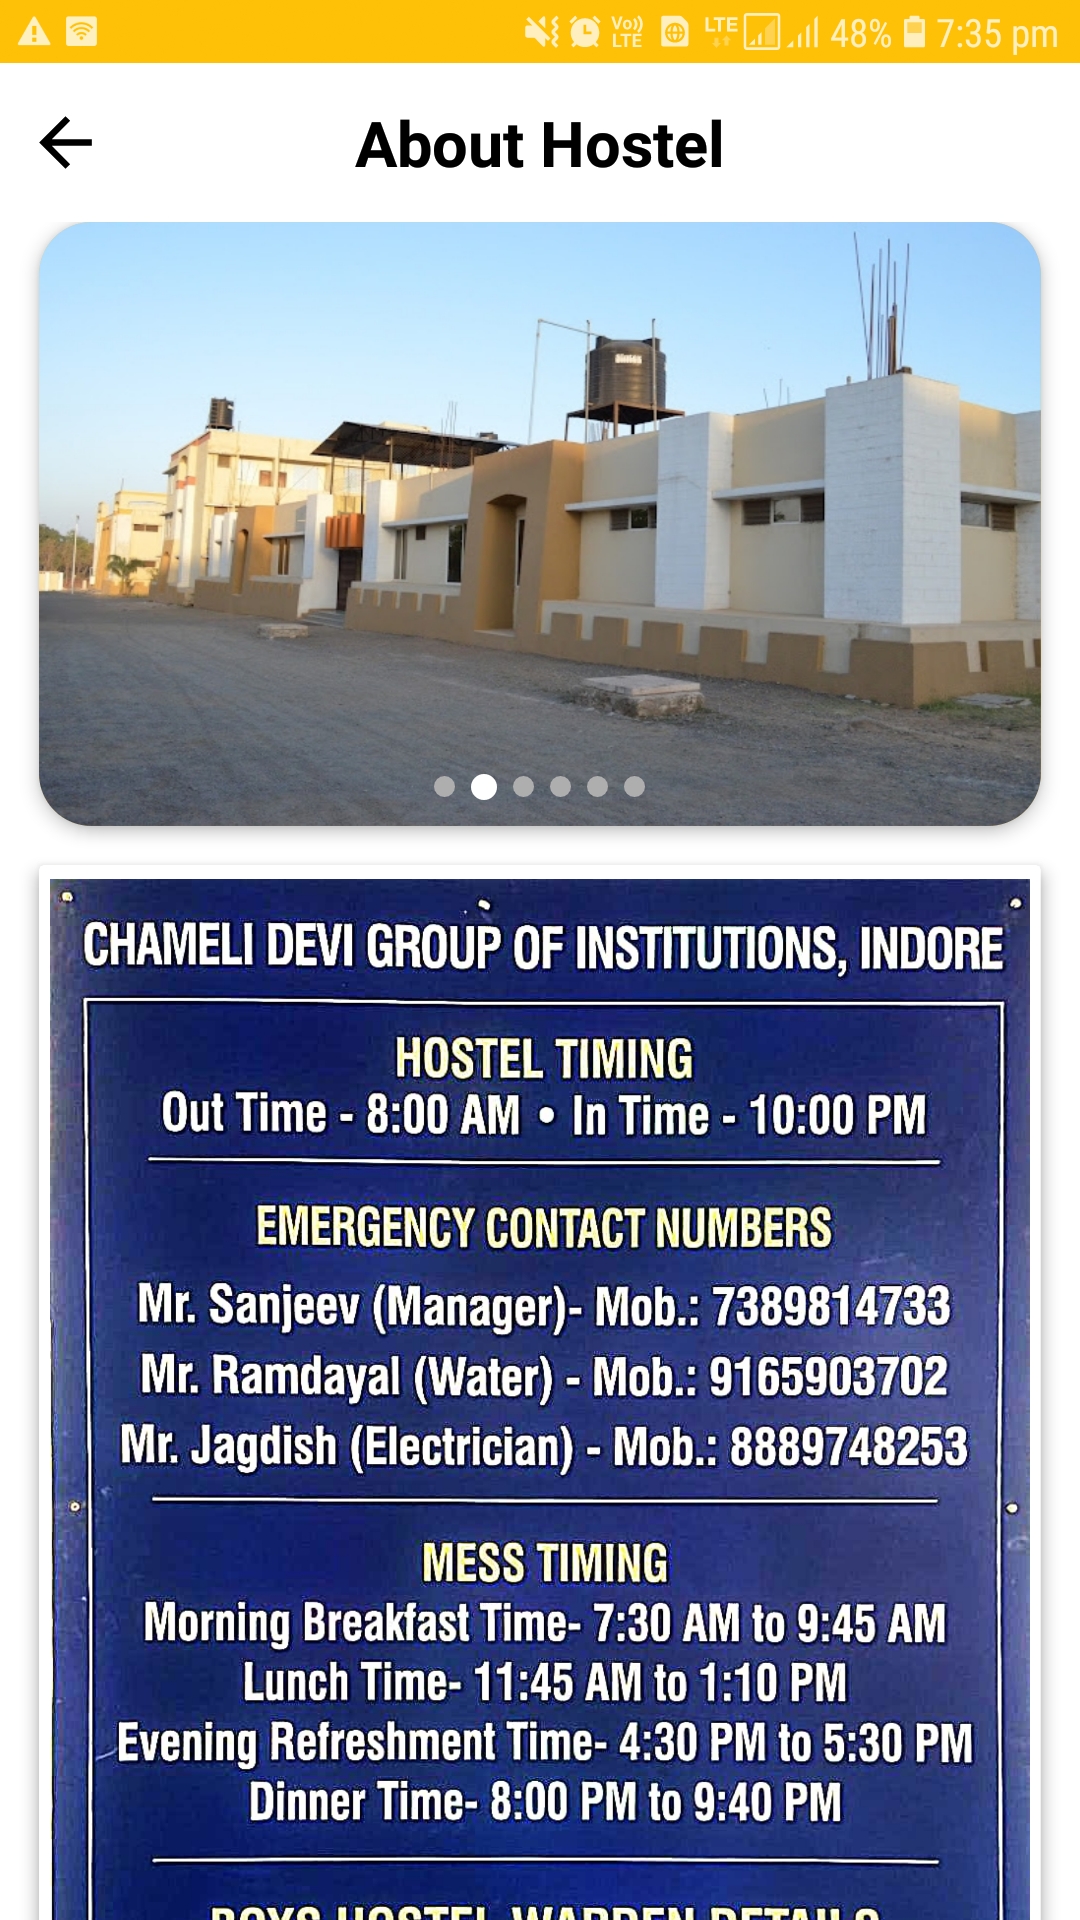 Vo)) LTE LTE 48% 7:35 pm
About Hostel
CHAMELI DEVI GROUP OF INSTITUTIONS, INDORE
HOSTEL TIMING
Out Time - 8:00 AM • In Time - 10:00 PM
EMERGENCY CONTACT NUMBERS
Mr. Sanjeev (Manager)- Mob.: 7389814733
Mr. Ramdayal (Water) - Mob.: 9165903702
Mr. Jagdish (Electrician) - Mob.: 8889748253
MESS TIMING
Morning Breakfast Time- 7:30 AM to 9:45 AM
Lunch Time- 11:45 AM to 1:10 PM
Evening Refreshment Time- 4:30 PM to 5:30 PM
Dinner Time- 8:00 PM to 9:40 PM
BOYS HOSTEL WARDEN DETAILS